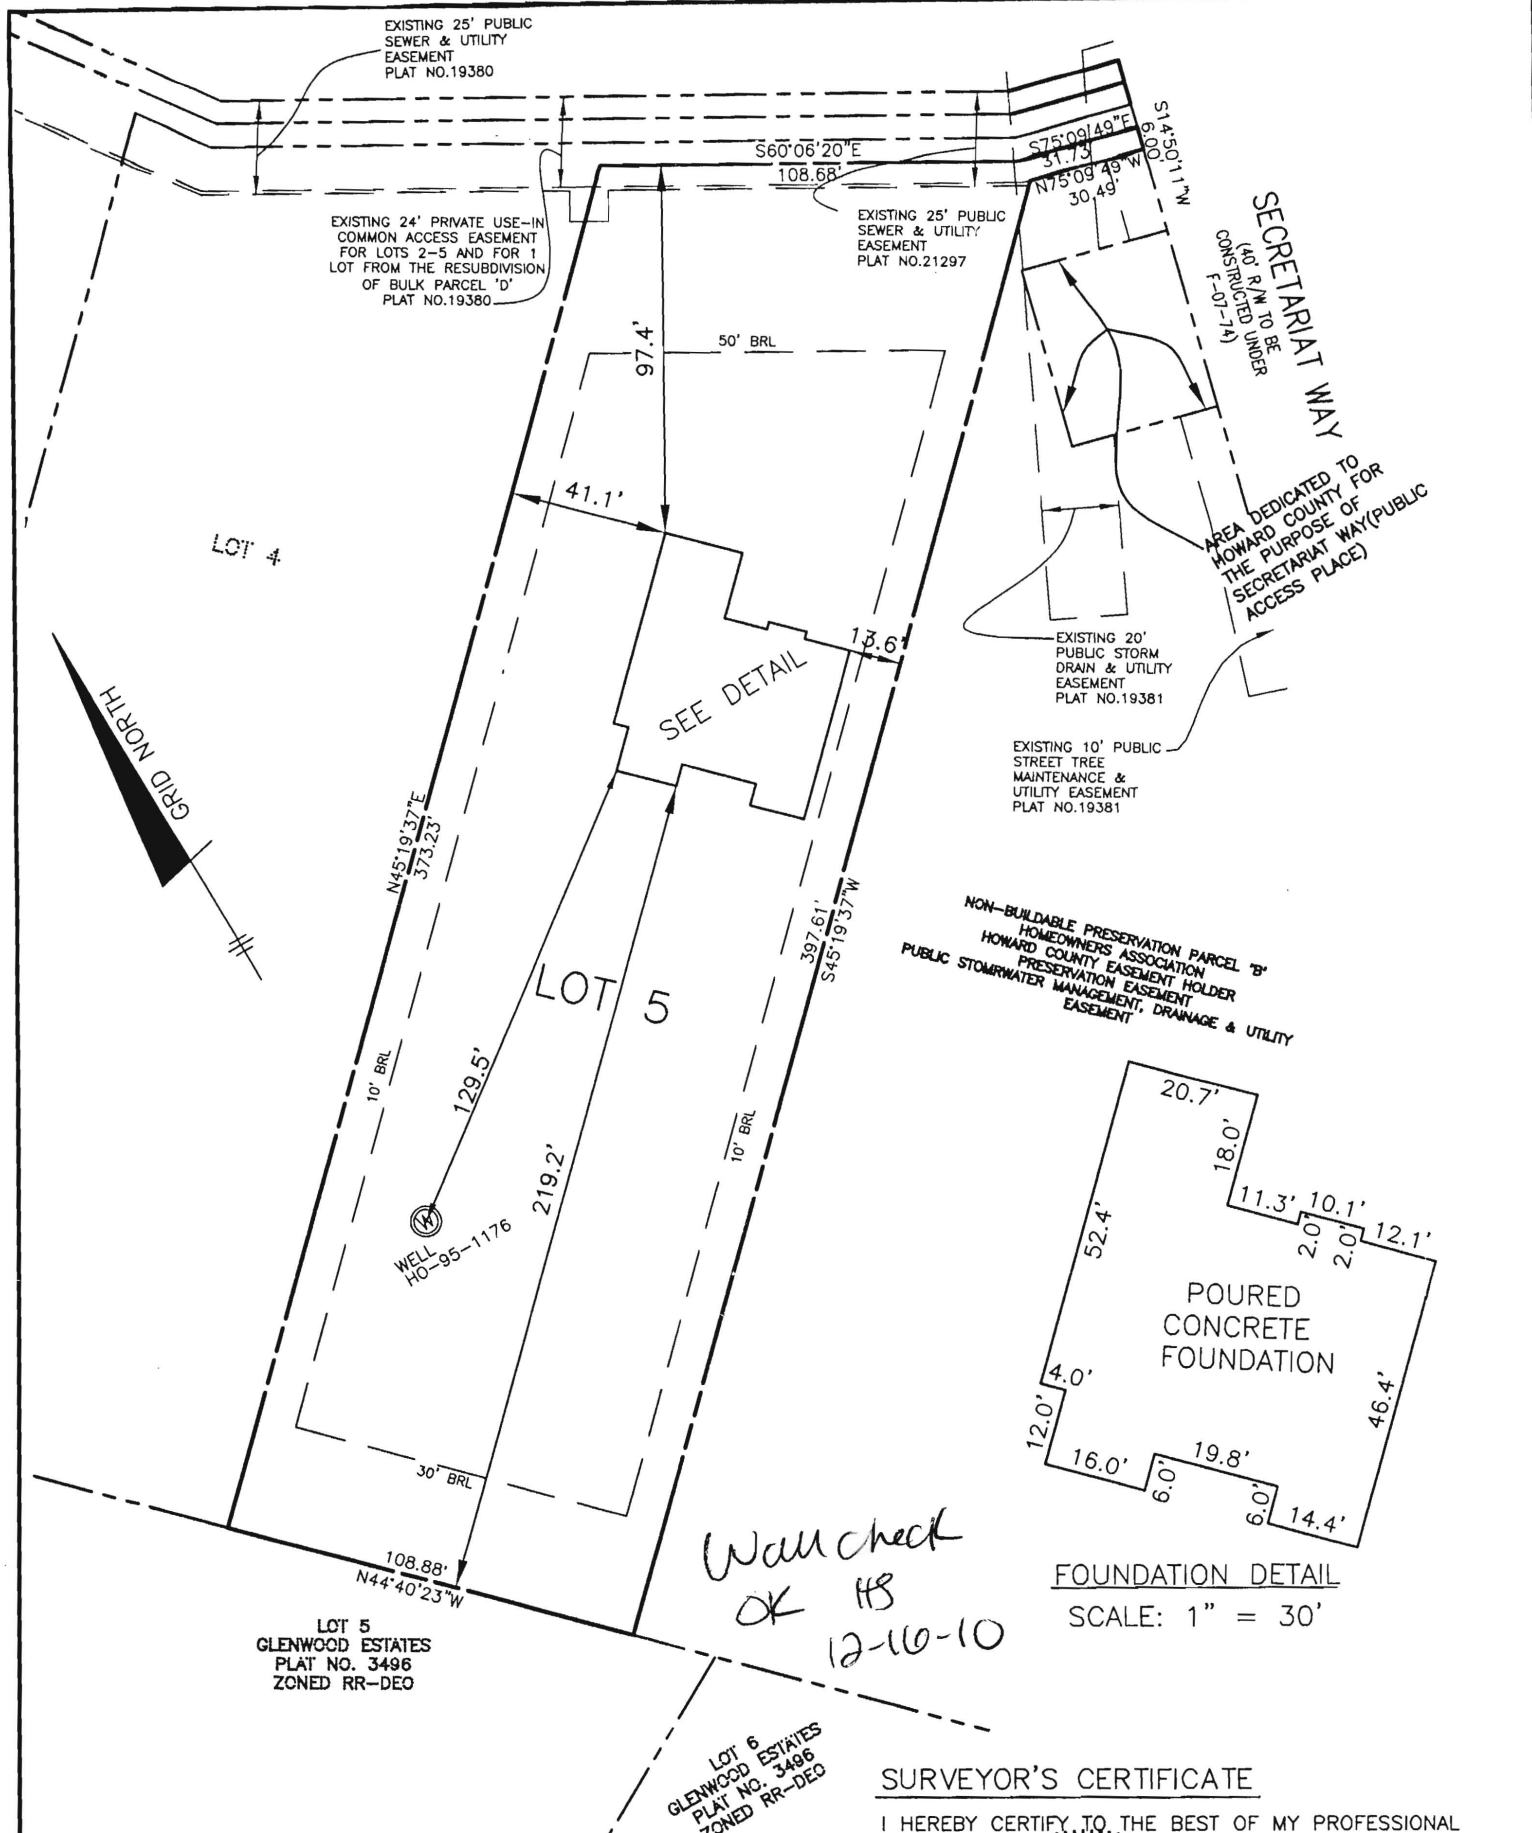 EXISTING 25' PUBLIC
SEWER & UTILITY
EASEMENT
PLAT NO.19380
S60°06'20"E
108.68'
S75°09'49"E
31.73'
N75°09'49"W
30.49'
S14°50'11"W
6.00'
EXISTING 24' PRIVATE USE-IN
COMMON ACCESS EASEMENT
FOR LOTS 2-5 AND FOR 1
LOT FROM THE RESUBDIVISION
OF BULK PARCEL 'D'
PLAT NO.19380
EXISTING 25' PUBLIC
SEWER & UTILITY
EASEMENT
PLAT NO.21297
SECRETARIAT WAY
(40' R/W TO BE
CONSTRUCTED UNDER
F-07-74)
97.4'
50' BRL
41.1'
LOT 4
AREA DEDICATED TO
HOWARD COUNTY FOR
THE PURPOSE OF
SECRETARIAT WAY(PUBLIC
ACCESS PLACE)
13.6'
SEE DETAIL
EXISTING 20'
PUBLIC STORM
DRAIN & UTILITY
EASEMENT
PLAT NO.19381
EXISTING 10' PUBLIC
STREET TREE
MAINTENANCE &
UTILITY EASEMENT
PLAT NO.19381
GRID NORTH
N45°19'37"E
373.23'
397.61'
S45°19'37"W
NON-BUILDABLE PRESERVATION PARCEL 'B'
HOMEOWNERS ASSOCIATION
HOWARD COUNTY EASEMENT HOLDER
PRESERVATION EASEMENT
PUBLIC STOMRWATER MANAGEMENT, DRAINAGE & UTILITY
EASEMENT
LOT 5
10' BRL
129.5'
219.2'
10' BRL
WELL
HO-95-1176
30' BRL
108.88'
N44°40'23"W
20.7'
18.0'
11.3'
10.1'
2.0'
2.0'
12.1'
52.4'
POURED
CONCRETE
FOUNDATION
4.0'
12.0'
16.0'
6.0'
19.8'
6.0'
14.4'
46.4'
FOUNDATION DETAIL
SCALE: 1" = 30'
Wall check
OK HS
12-16-10
LOT 5
GLENWOOD ESTATES
PLAT NO. 3496
ZONED RR-DEO
LOT 6
GLENWOOD ESTATES
PLAT NO. 3496
ZONED RR-DEO
SURVEYOR'S CERTIFICATE
I HEREBY CERTIFY TO THE BEST OF MY PROFESSIONAL